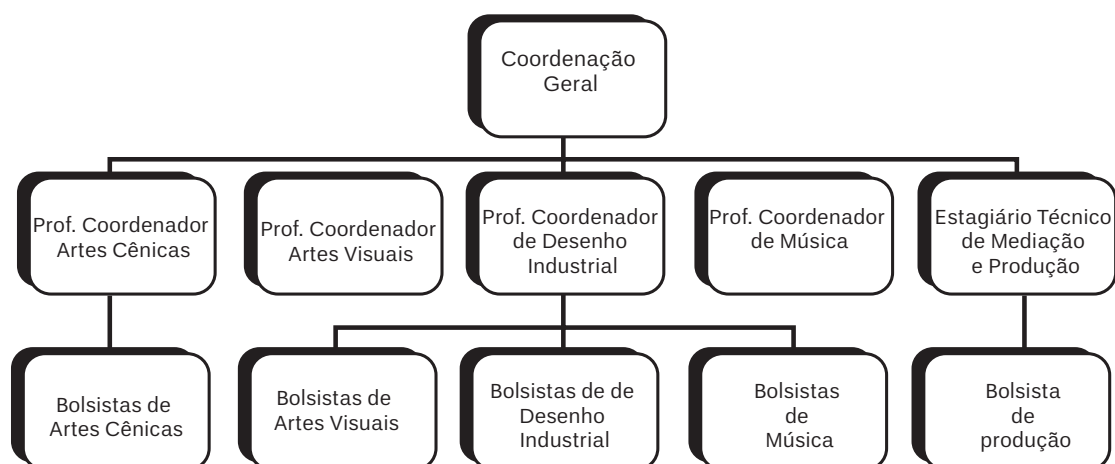 Coordenação
Geral
Prof. Coordenador
Artes Cênicas
Prof. Coordenador
Artes Visuais
Prof. Coordenador
de Desenho
Industrial
Prof. Coordenador
de Música
Estagiário Técnico
de Mediação
e Produção
Bolsistas de
Artes Cênicas
Bolsistas de
Artes Visuais
Bolsistas de de
Desenho
Industrial
Bolsistas
de
Música
Bolsista
de
produção